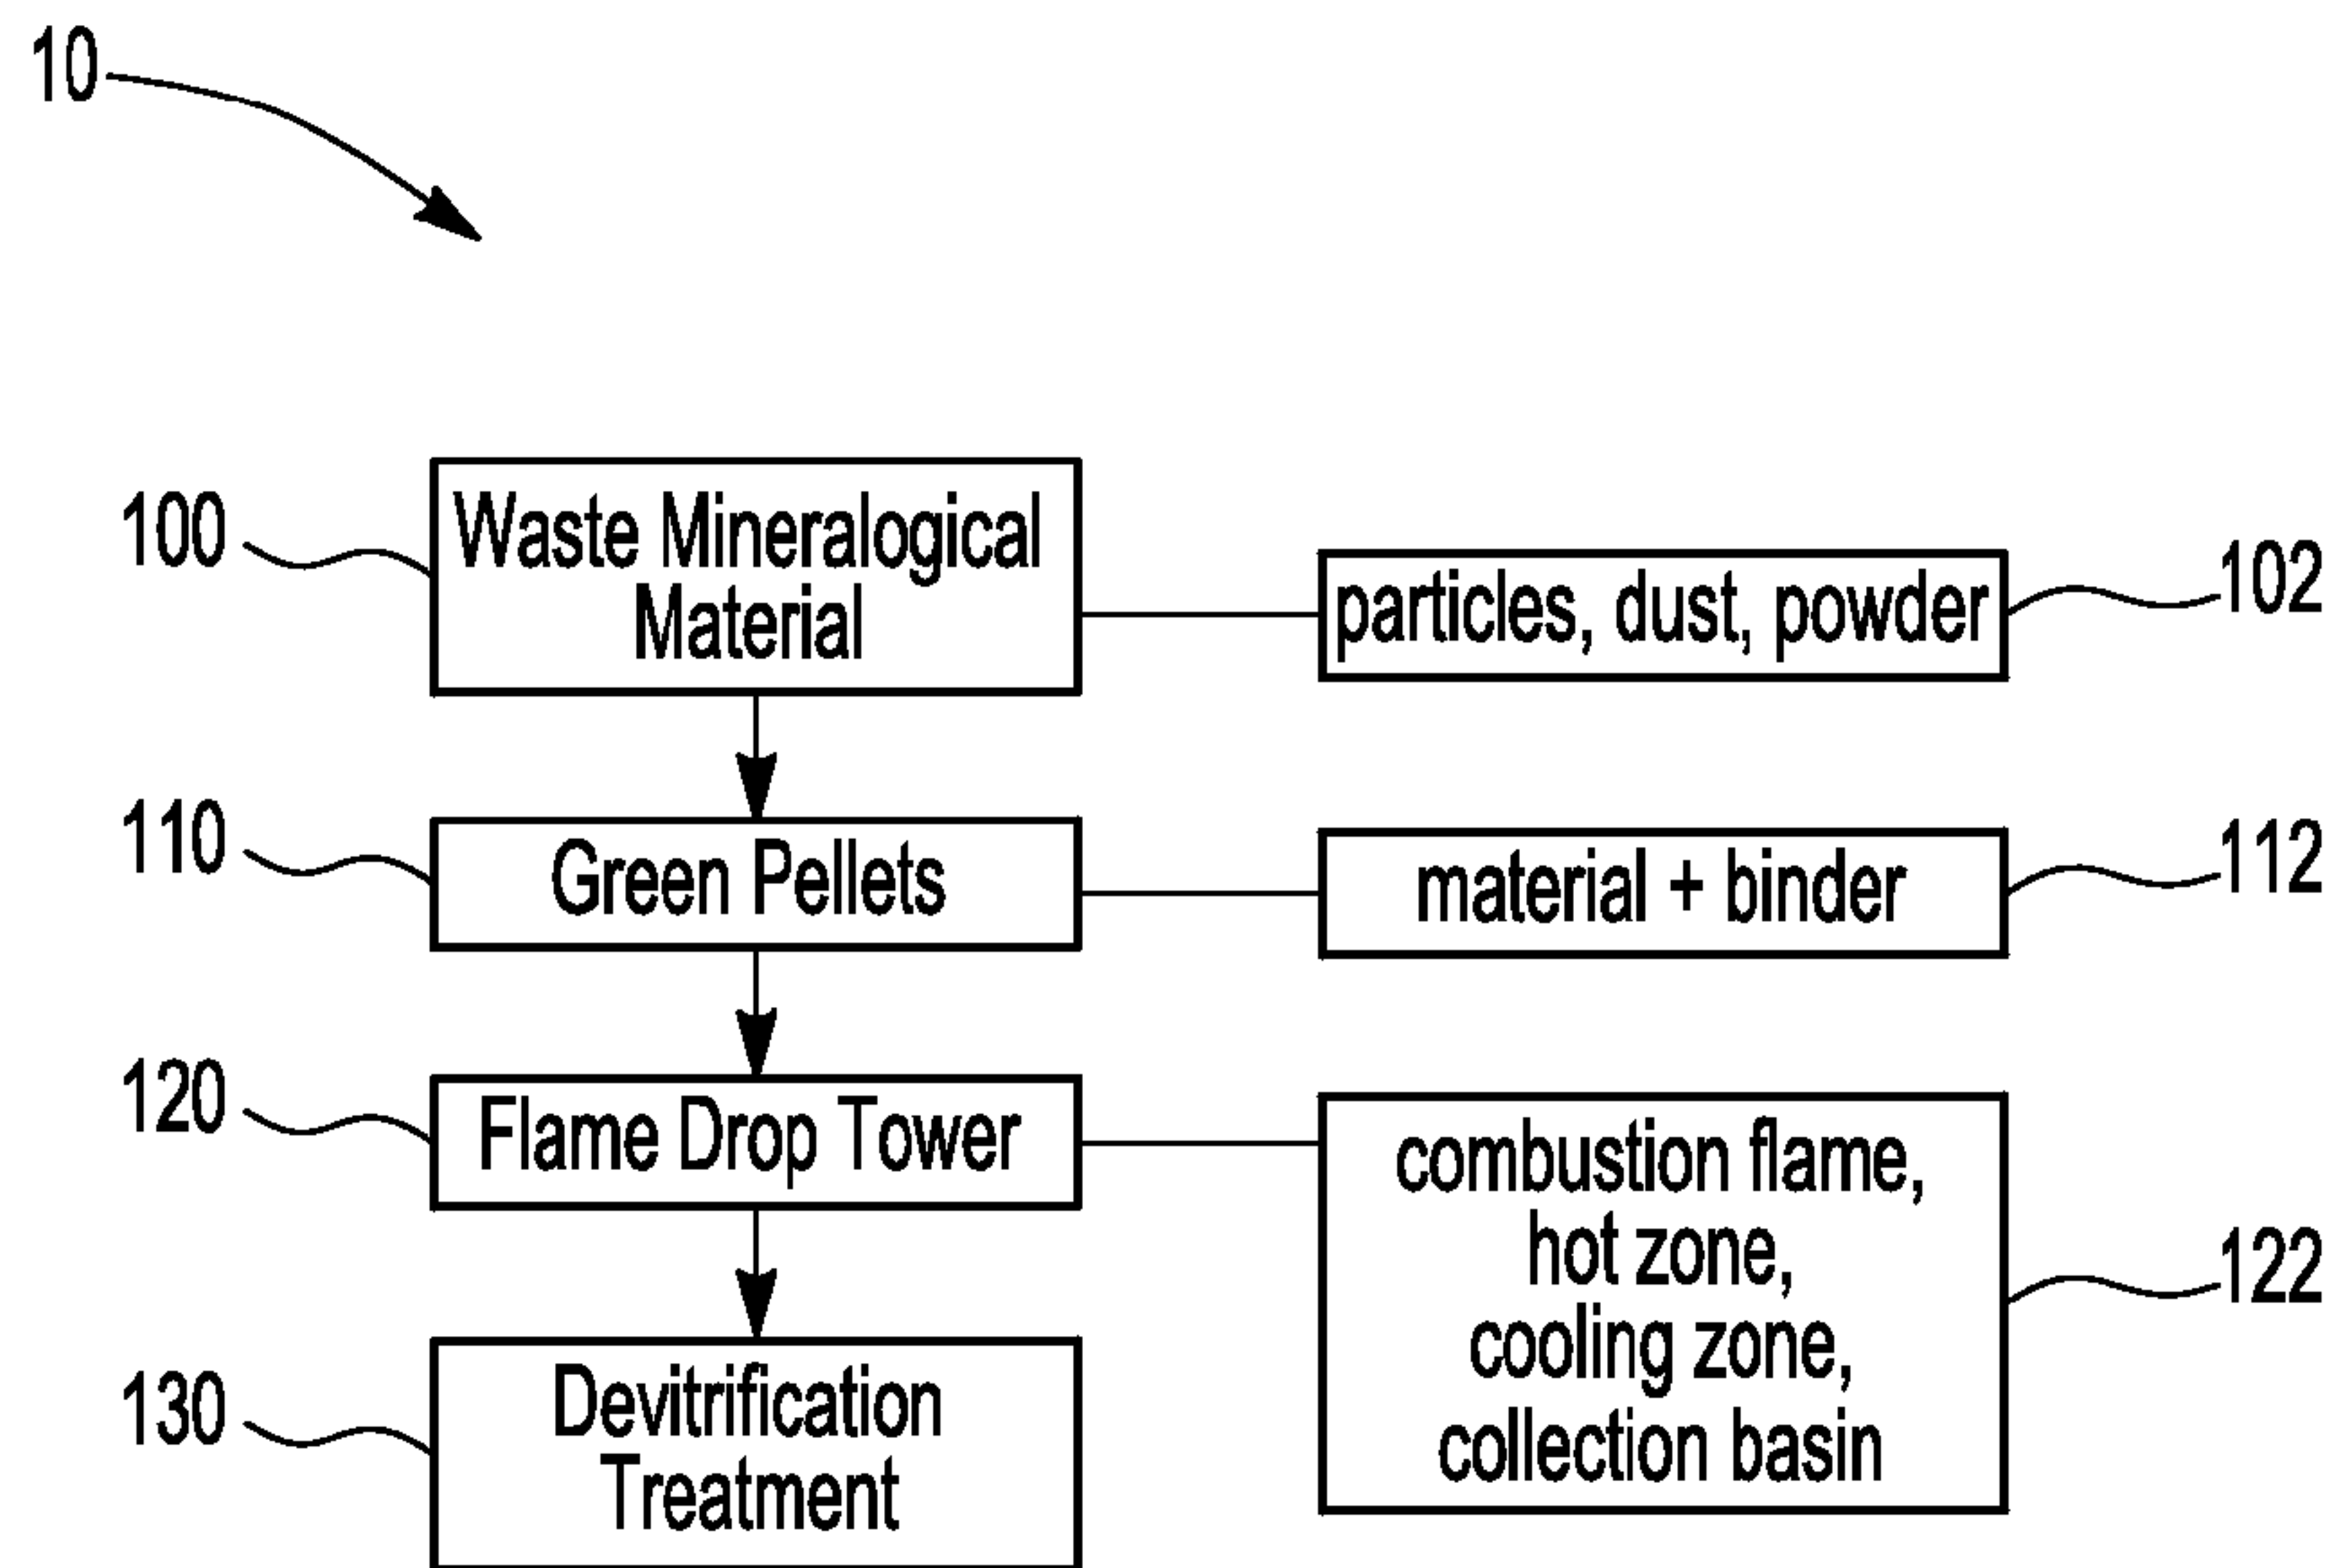 10
100
Waste Mineralogical
Material
particles, dust, powder
102
110
Green Pellets
material + binder
112
120
Flame Drop Tower
combustion flame,
hot zone,
cooling zone,
collection basin
122
130
Devitrification
Treatment